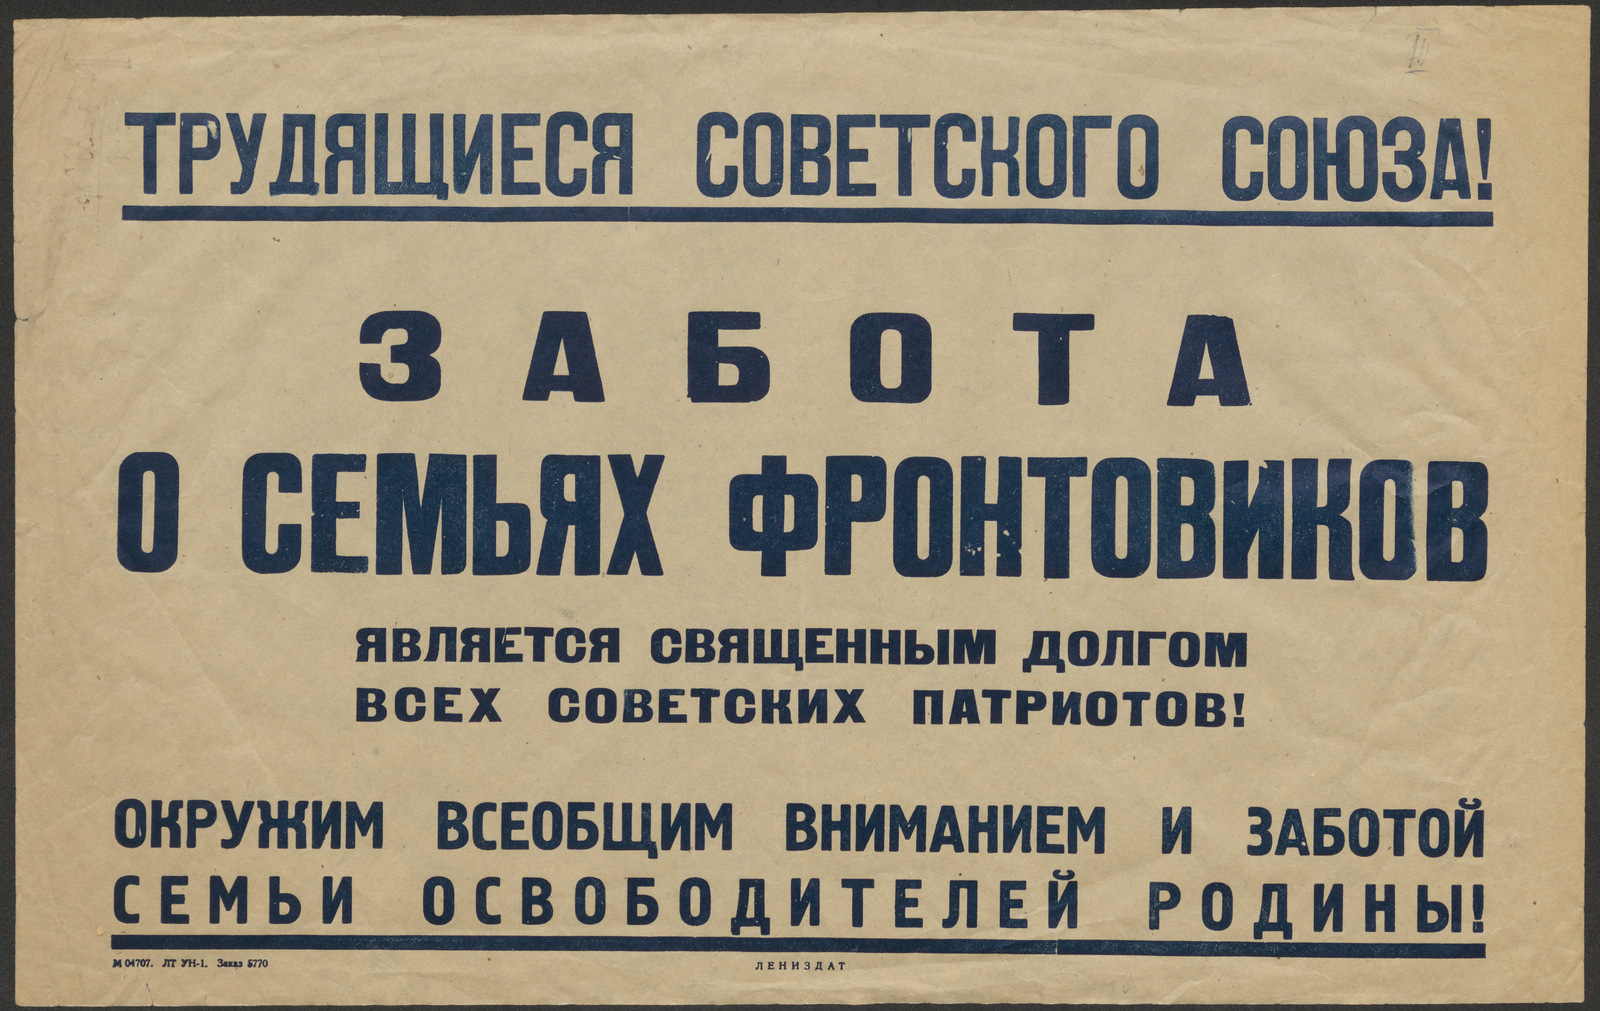 III
ТРУДЯЩИЕСЯ СОВЕТСКОГО СОЮЗА!
ЗАБОТА
О СЕМЬЯХ ФРОНТОВИКОВ
ЯВЛЯЕТСЯ СВЯЩЕННЫМ ДОЛГОМ
ВСЕХ СОВЕТСКИХ ПАТРИОТОВ!
ОКРУЖИМ ВСЕОБЩИМ ВНИМАНИЕМ И ЗАБОТОЙ
СЕМЬИ ОСВОБОДИТЕЛЕЙ РОДИНЫ!
М 04707. ЛТ УН-1. Заказ 5770
ЛЕНИЗДАТ